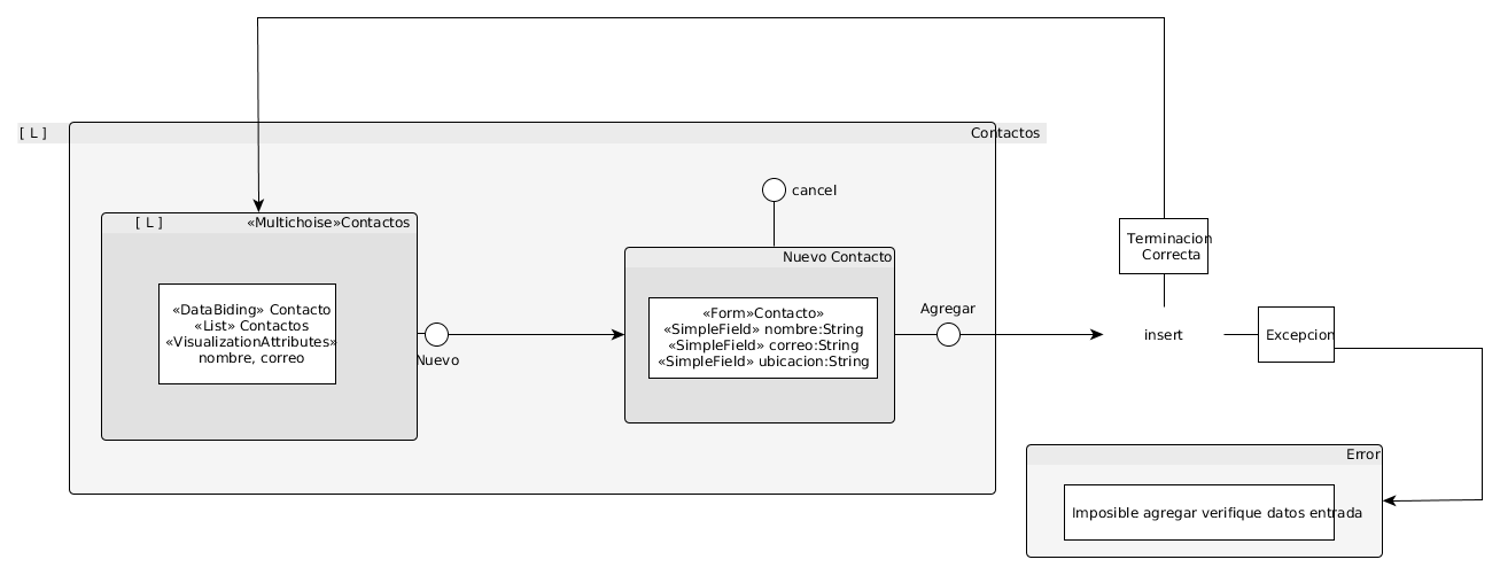 [ L ]
Contactos
cancel
[ L ]
«Multichoise»Contactos
«DataBiding» Contacto
«List» Contactos
«VisualizationAttributes»
nombre, correo
Nuevo
Nuevo Contacto
«Form»Contacto»
«SimpleField» nombre:String
«SimpleField» correo:String
«SimpleField» ubicacion:String
Agregar
Terminacion
Correcta
insert
Excepcion
Error
Imposible agregar verifique datos entrada